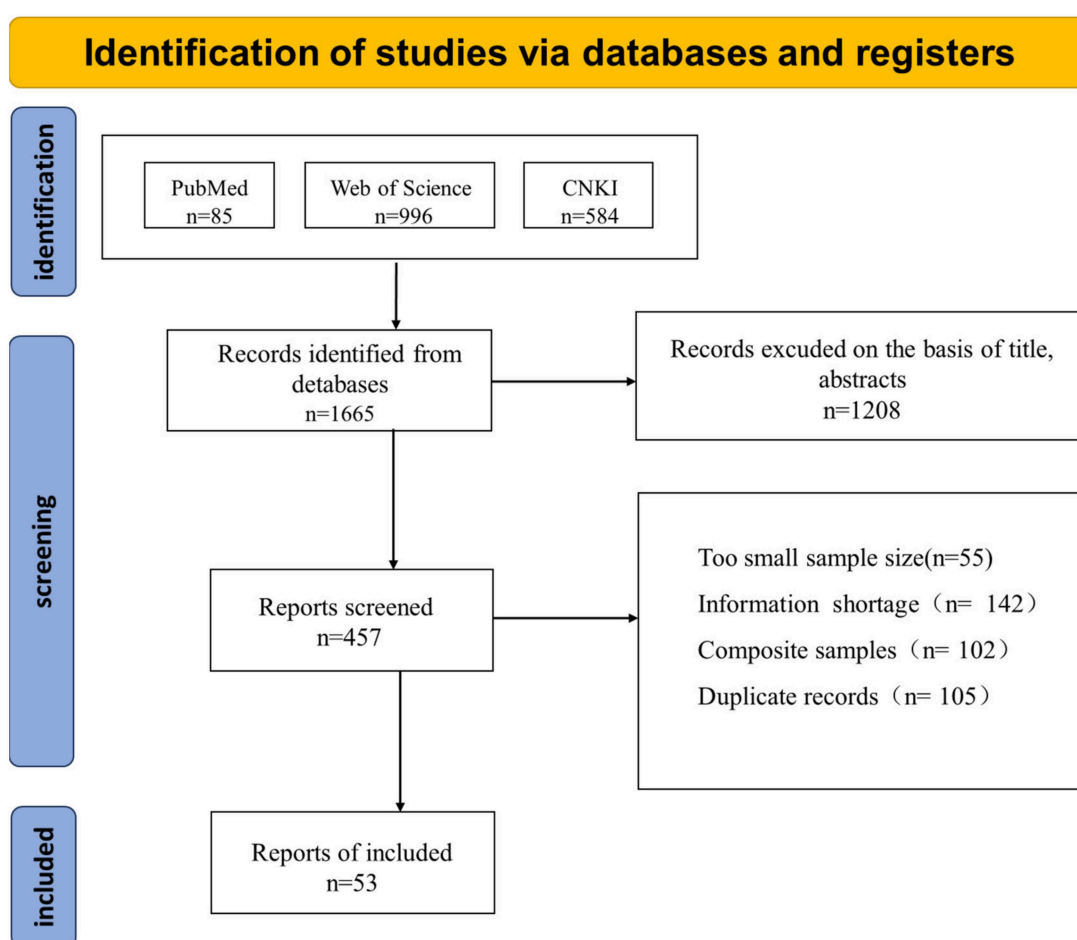 Identification of studies via databases and registers
identification
PubMed
n=85
Web of Science
n=996
CNKI
n=584
Records identified from
detabases
n=1665
Records excuded on the basis of title,
abstracts
n=1208
screening
Reports screened
n=457
Too small sample size(n=55)
Information shortage（n= 142）
Composite samples（n= 102）
Duplicate records（n= 105）
included
Reports of included
n=53